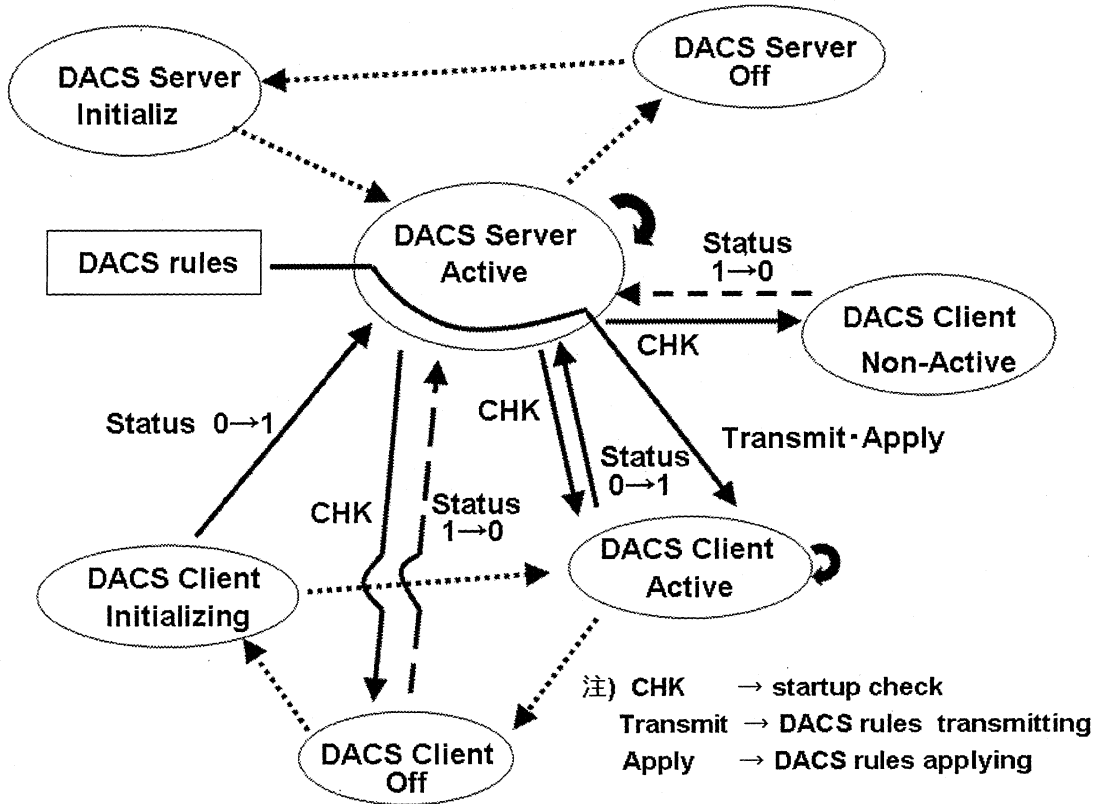 DACS Server
Initializ
DACS Server
Off
DACS rules
DACS Server
Active
Status
1→0
CHK
DACS Client
Non-Active
Status 0→1
CHK
Status
1→0
CHK
Status
0→1
Transmit・Apply
DACS Client
Initializing
DACS Client
Active
DACS Client
Off
注) CHK → startup check
Transmit → DACS rules transmitting
Apply → DACS rules applying